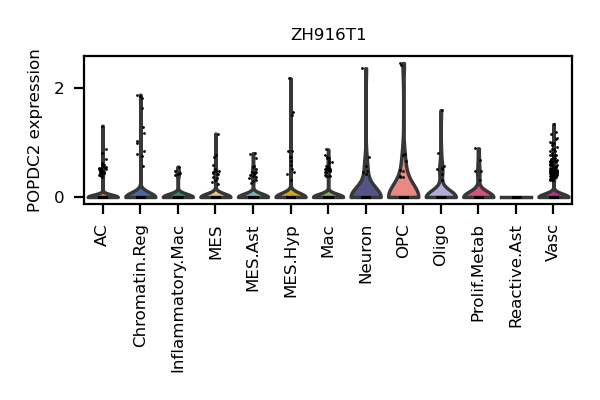 ZH916T1
POPDC2 expression
2
0
AC
Chromatin.Reg
Inflammatory.Mac
MES
MES.Ast
MES.Hyp
Mac
Neuron
OPC
Oligo
Prolif.Metab
Reactive.Ast
Vasc